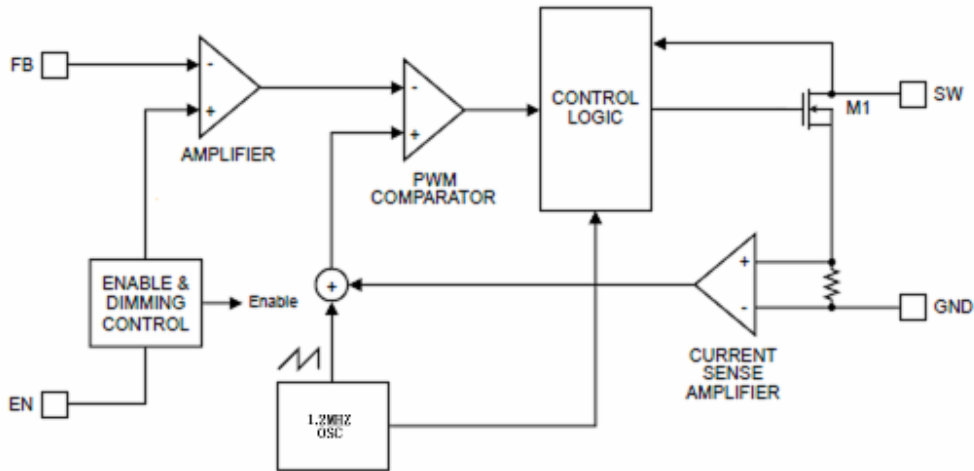 FB
-
+
AMPLIFIER
-
+
PWM
COMPARATOR
CONTROL
LOGIC
M1
SW
ENABLE &
DIMMING
CONTROL
Enable
+
+
-
GND
CURRENT
SENSE
AMPLIFIER
EN
1.2MHZ
OSC